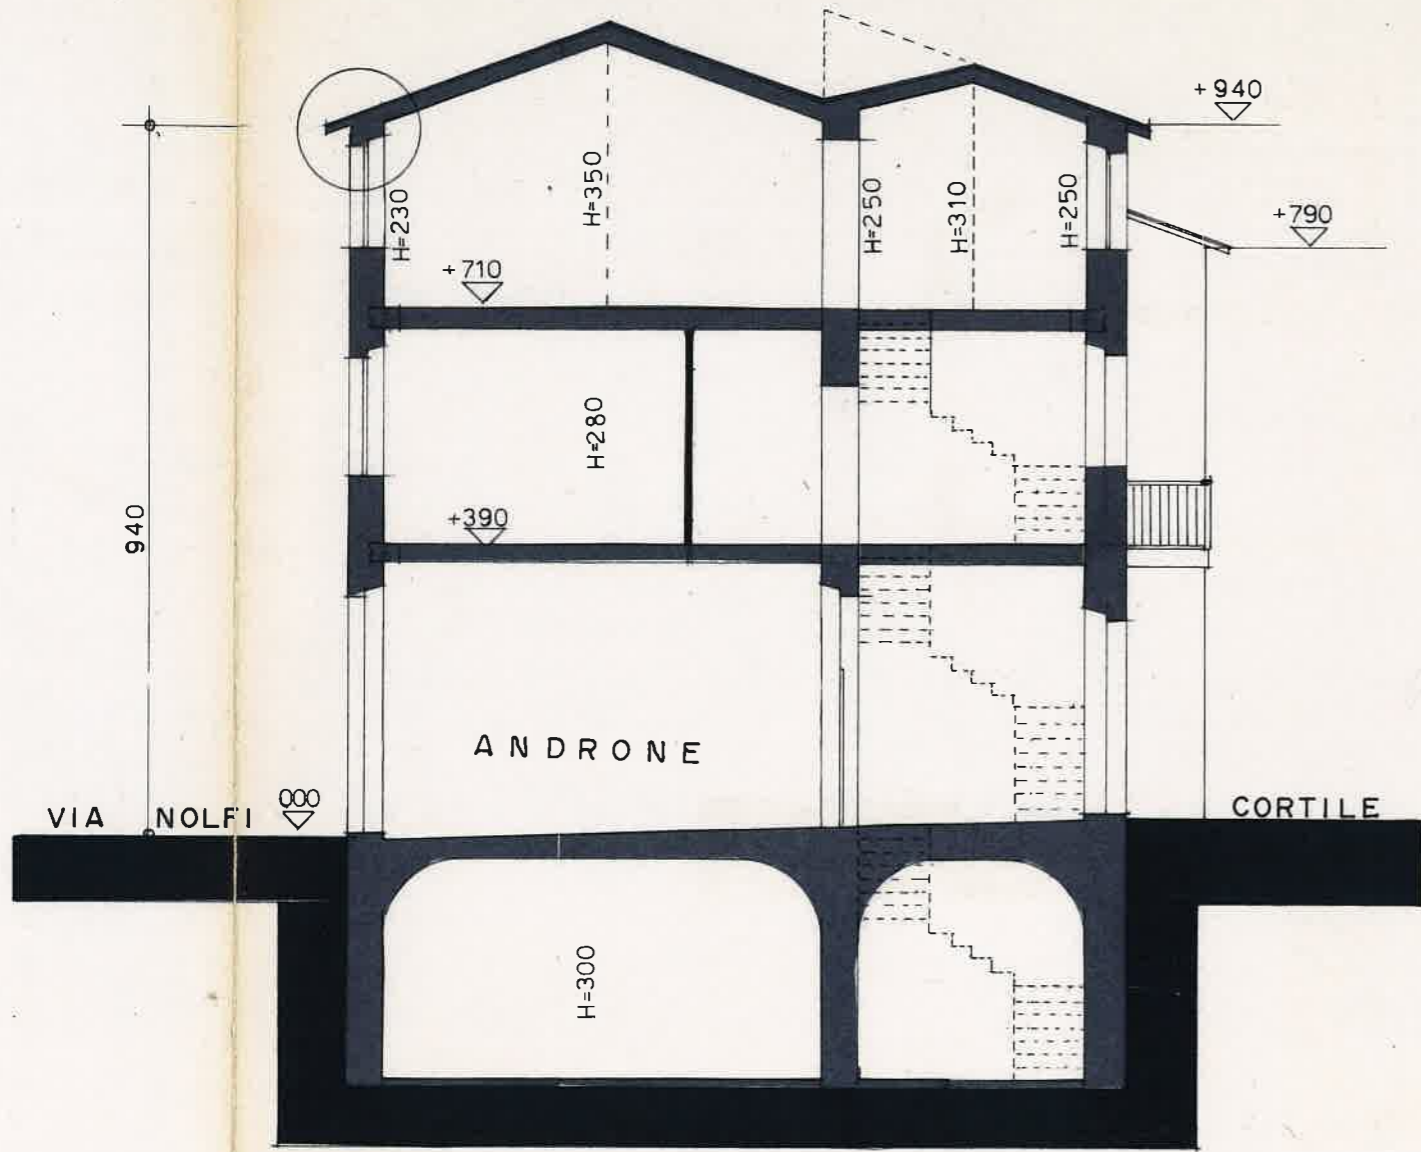 + 940
+790
H=230
H=350
H=250
H=310
H=250
+710
H=280
+390
940
ANDRONE
VIA NOLFI
000
CORTILE
H=300